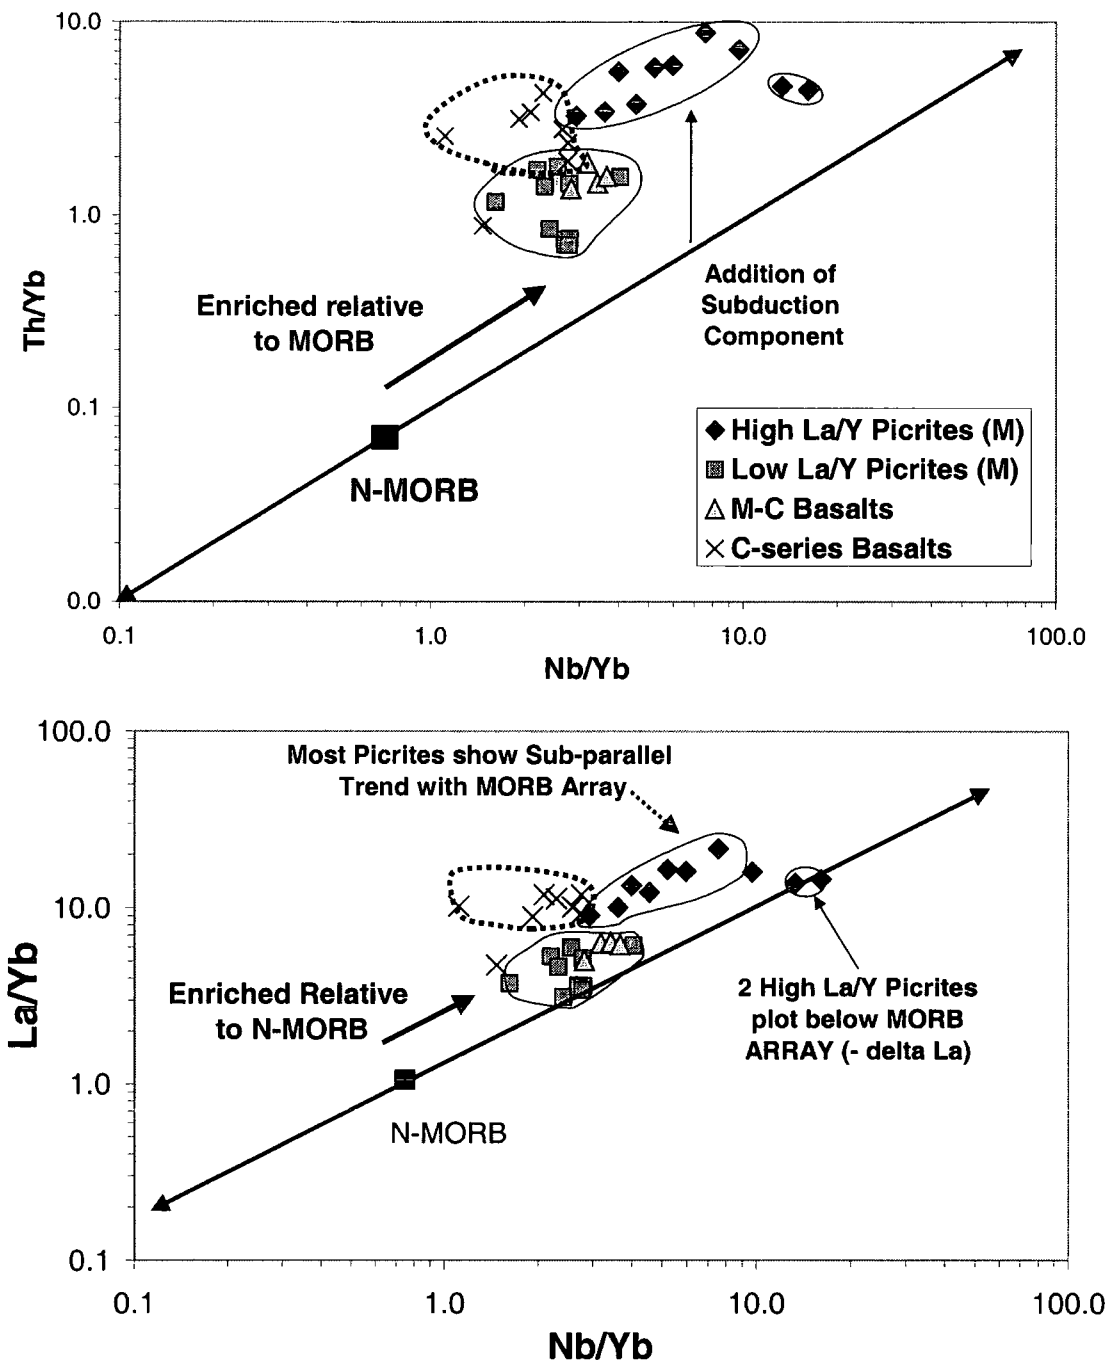 10.0
1.0
0.1
0.0
Th/Yb
Enriched relative
to MORB
Addition of
Subduction
Component
N-MORB
High La/Y Picrites (M)
Low La/Y Picrites (M)
M-C Basalts
C-series Basalts
0.1
1.0
10.0
100.0
Nb/Yb
100.0
10.0
1.0
0.1
La/Yb
Most Picrites show Sub-parallel
Trend with MORB Array
Enriched Relative
to N-MORB
2 High La/Y Picrites
plot below MORB
ARRAY (- delta La)
N-MORB
0.1
1.0
10.0
100.0
Nb/Yb